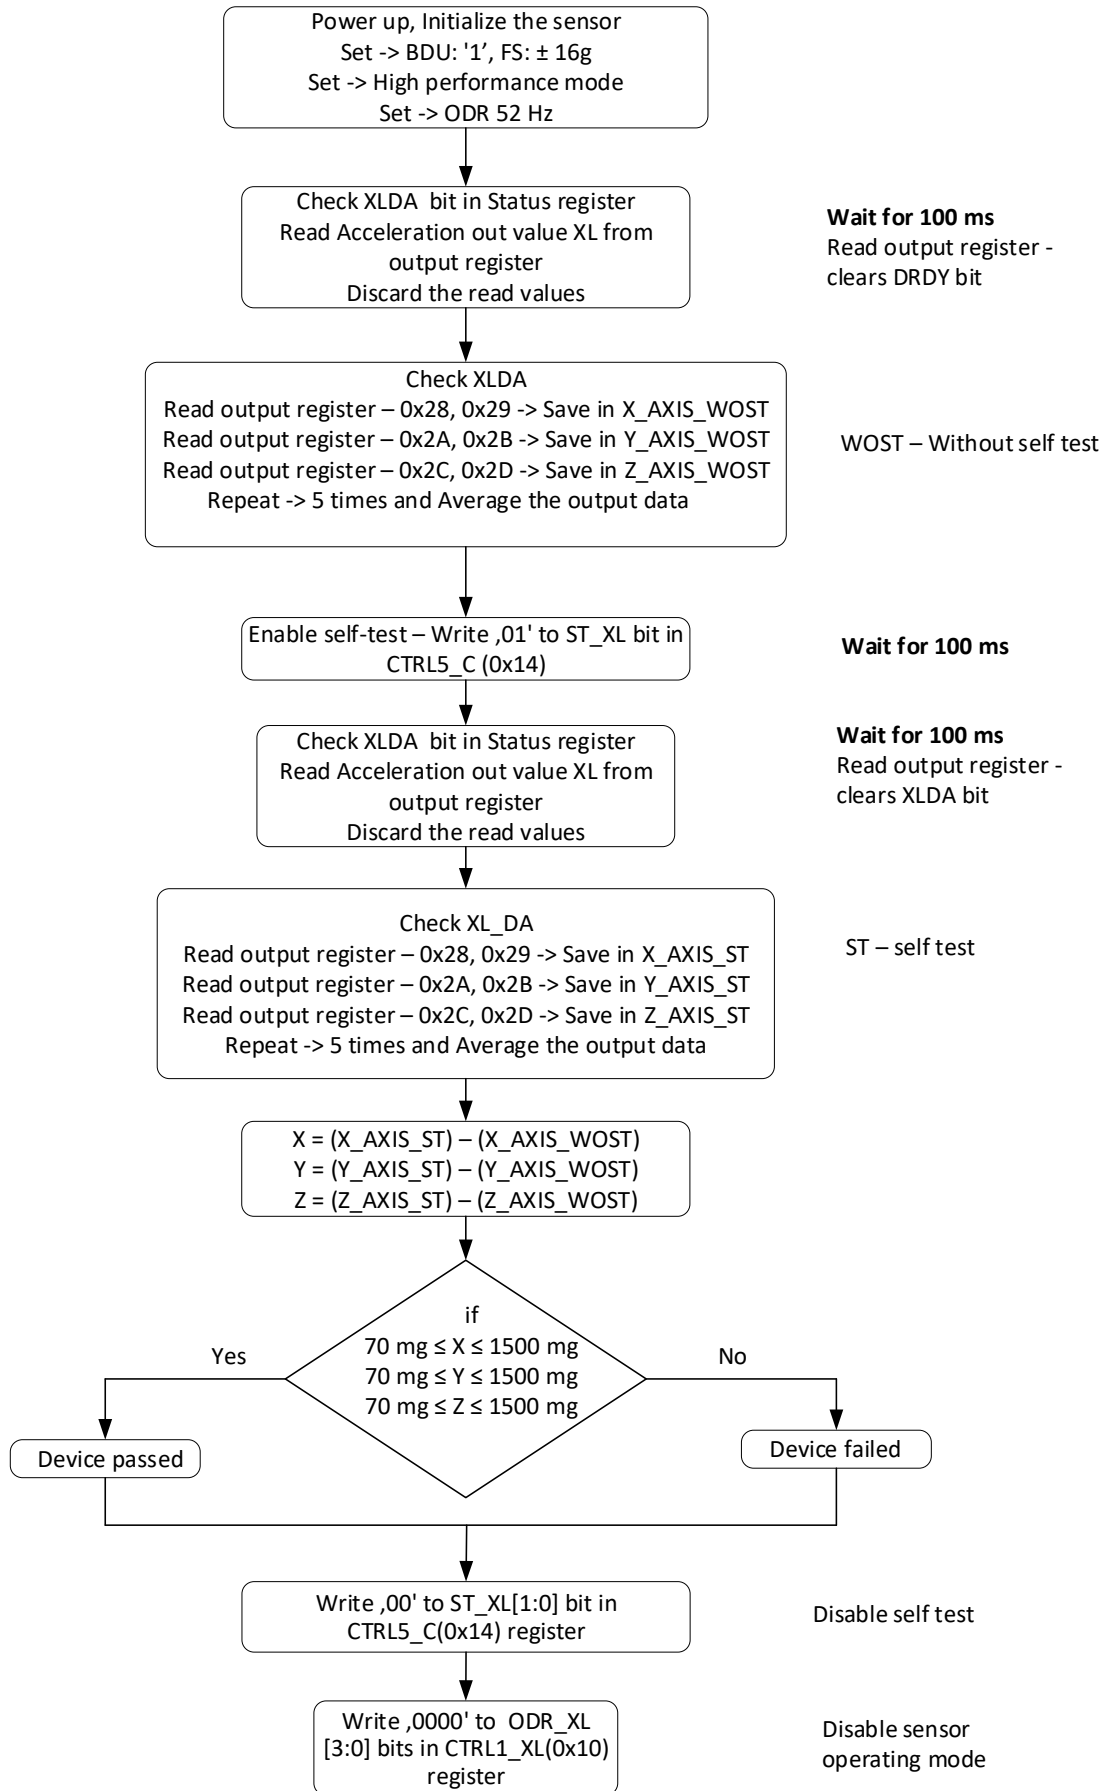 Power up, Initialize the sensor
Set -> BDU: '1’, FS: ± 16g
Set -> High performance mode
Set -> ODR 52 Hz
Check XLDA  bit in Status register
Read Acceleration out value XL from
output register
Discard the read values
Wait for 100 ms
Read output register -
clears DRDY bit
Check XLDA
Read output register – 0x28, 0x29 -> Save in X_AXIS_WOST
Read output register – 0x2A, 0x2B -> Save in Y_AXIS_WOST
Read output register – 0x2C, 0x2D -> Save in Z_AXIS_WOST
Repeat -> 5 times and Average the output data
WOST – Without self test
Enable self-test – Write ‚01' to ST_XL bit in
CTRL5_C (0x14)
Wait for 100 ms
Check XLDA  bit in Status register
Read Acceleration out value XL from
output register
Discard the read values
Wait for 100 ms
Read output register -
clears XLDA bit
Check XL_DA
Read output register – 0x28, 0x29 -> Save in X_AXIS_ST
Read output register – 0x2A, 0x2B -> Save in Y_AXIS_ST
Read output register – 0x2C, 0x2D -> Save in Z_AXIS_ST
Repeat -> 5 times and Average the output data
ST – self test
X = (X_AXIS_ST) – (X_AXIS_WOST)
Y = (Y_AXIS_ST) – (Y_AXIS_WOST)
Z = (Z_AXIS_ST) – (Z_AXIS_WOST)
if
70 mg ≤ X ≤ 1500 mg
70 mg ≤ Y ≤ 1500 mg
70 mg ≤ Z ≤ 1500 mg
Yes
No
Device passed
Device failed
Write ‚00' to ST_XL[1:0] bit in
CTRL5_C(0x14) register
Disable self test
Write ‚0000' to  ODR_XL
[3:0] bits in CTRL1_XL(0x10)
register
Disable sensor
operating mode